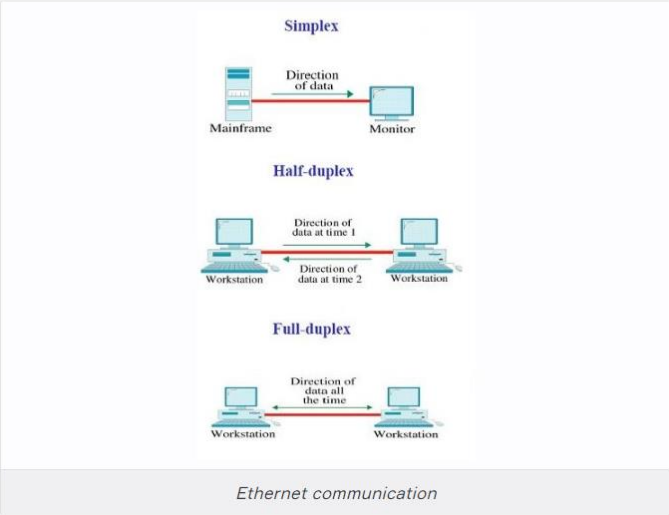 Simplex
Direction
of data
Mainframe
Monitor
Half-duplex
Direction of
data at time 1
Direction of
data at time 2
Workstation
Workstation
Full-duplex
Direction of
data all
the time
Workstation
Workstation
Ethernet communication